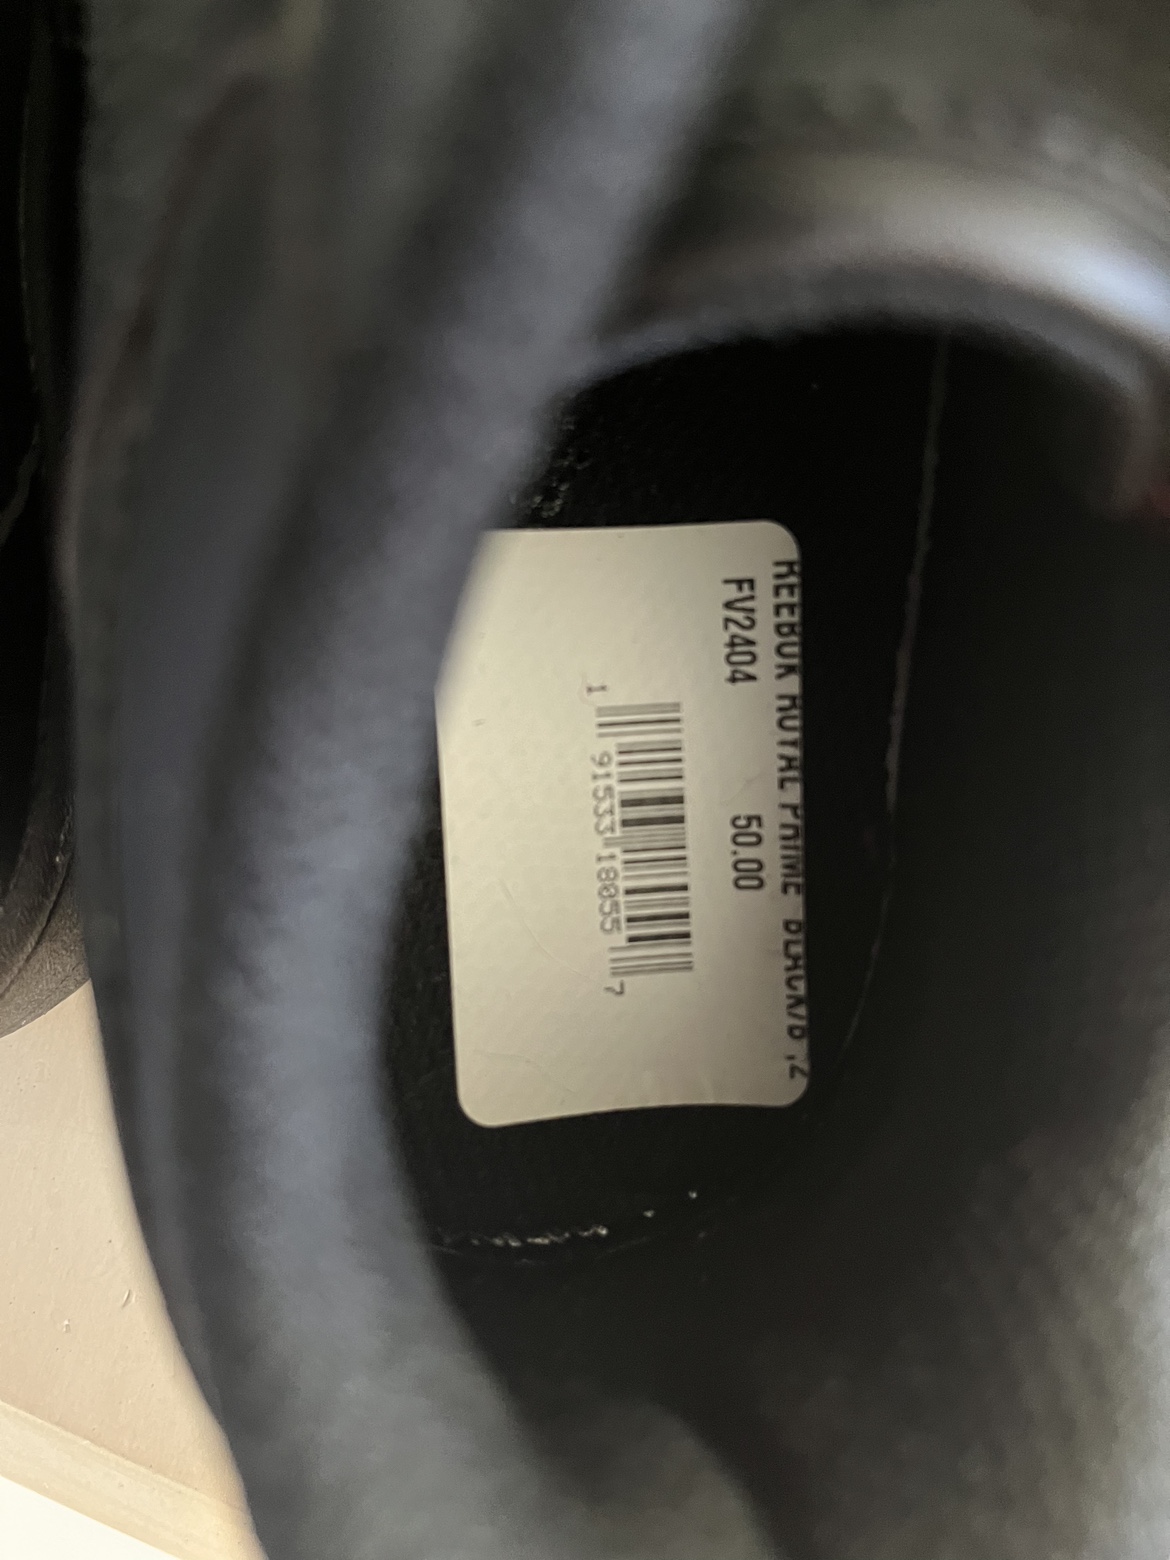 REEBOK ROYAL PRIME BLACK/B ,Z
FV2404 50.00
1 91533 18055 7